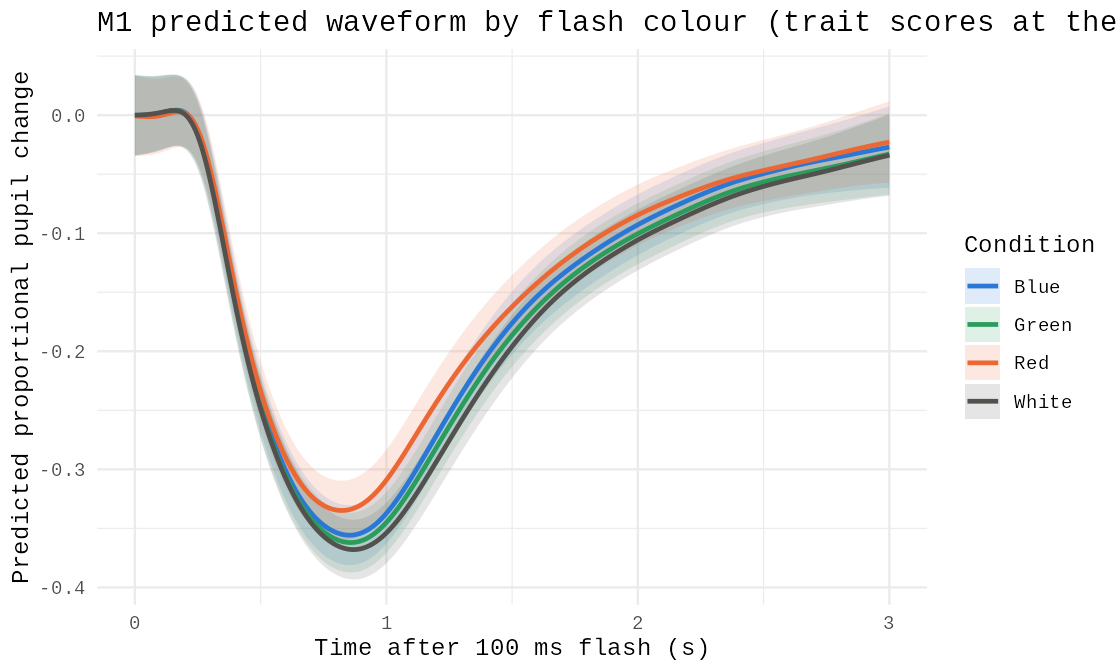 M1 predicted waveform by flash colour (trait scores at the
Predicted proportional pupil change
0.0
-0.1
-0.2
-0.3
-0.4
0
1
2
3
Time after 100 ms flash (s)
Condition
Blue
Green
Red
White